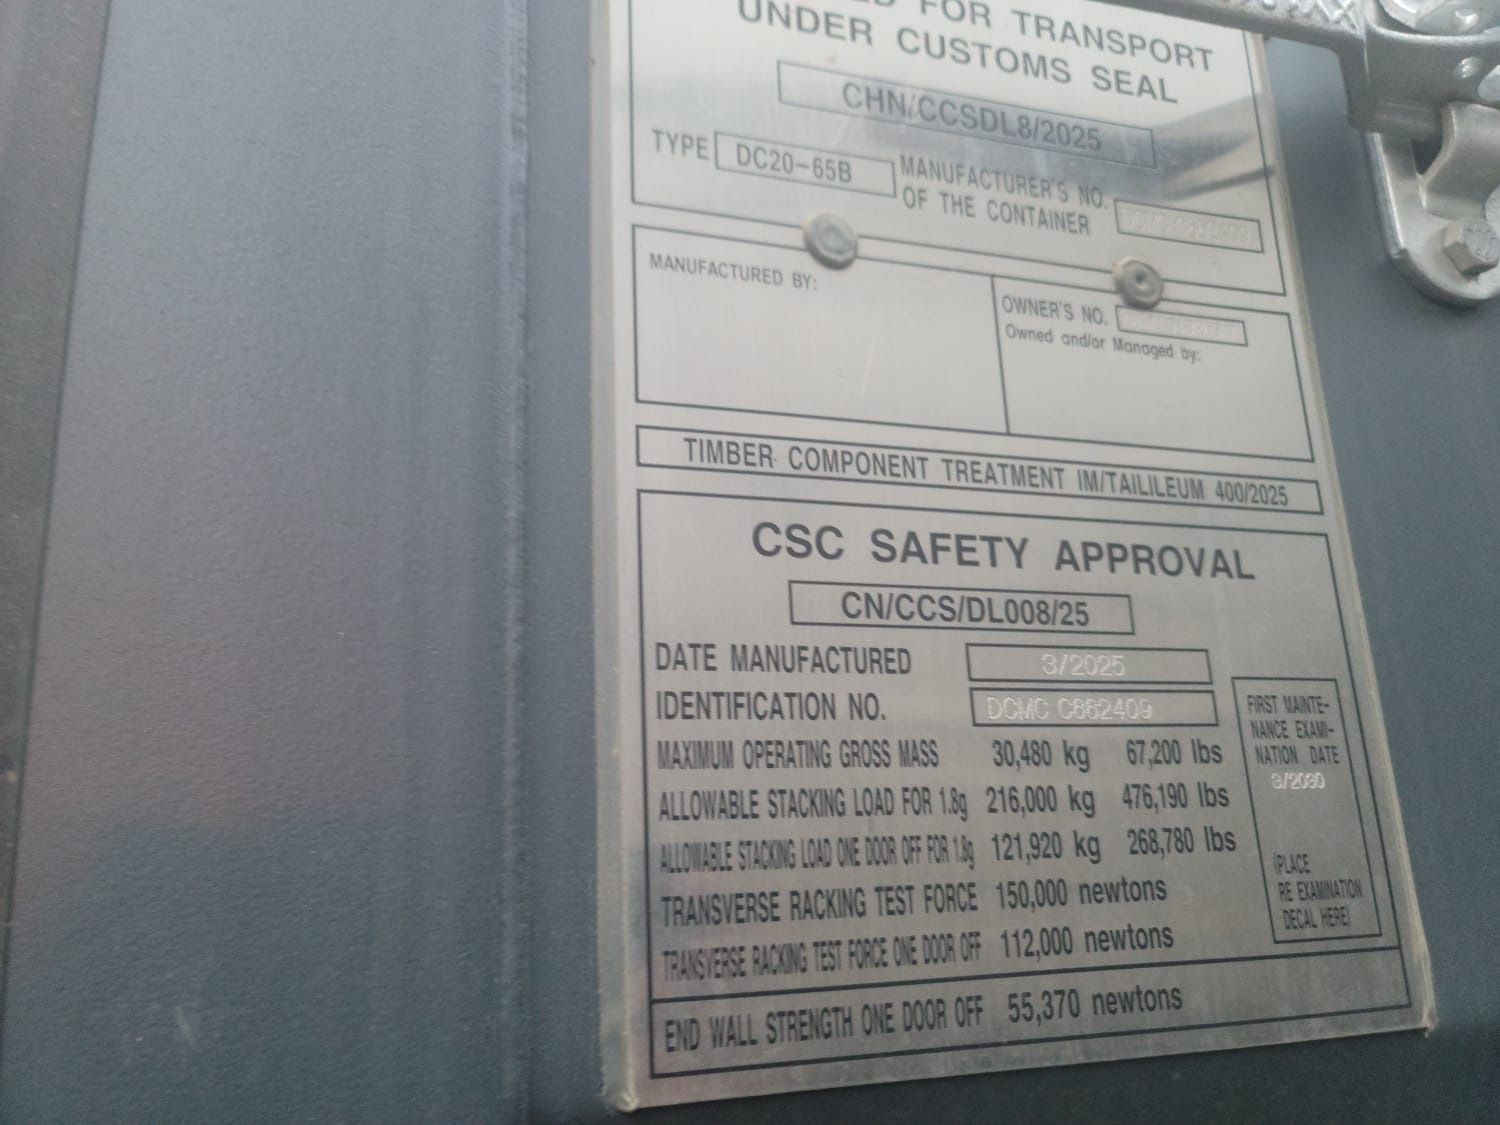 FOR TRANSPORT
UNDER CUSTOMS SEAL
CHN/CCSDL8/2025
TYPE DC20-65B MANUFACTURER'S NO.
OF THE CONTAINER
MANUFACTURED BY:
OWNER'S NO.
Owned and/or Managed by:
TIMBER COMPONENT TREATMENT IM/TAILILEUM 400/2025
CSC SAFETY APPROVAL
CN/CCS/DL008/25
DATE MANUFACTURED 3/2025
IDENTIFICATION NO. DCMC C662409
MAXIMUM OPERATING GROSS MASS 30,480 kg 67,200 lbs
ALLOWABLE STACKING LOAD FOR 1.8g 216,000 kg 476,190 lbs
ALLOWABLE STACKING LOAD ONE DOOR OFF FOR 1.8g 121,920 kg 268,780 lbs
TRANSVERSE RACKING TEST FORCE 150,000 newtons
TRANSVERSE RACKING TEST FORCE ONE DOOR OFF 112,000 newtons
END WALL STRENGTH ONE DOOR OFF 55,370 newtons
FIRST MAINTE-
NANCE EXAMI-
NATION DATE
3/2030
(PLACE
RE EXAMINATION
DECAL HERE)